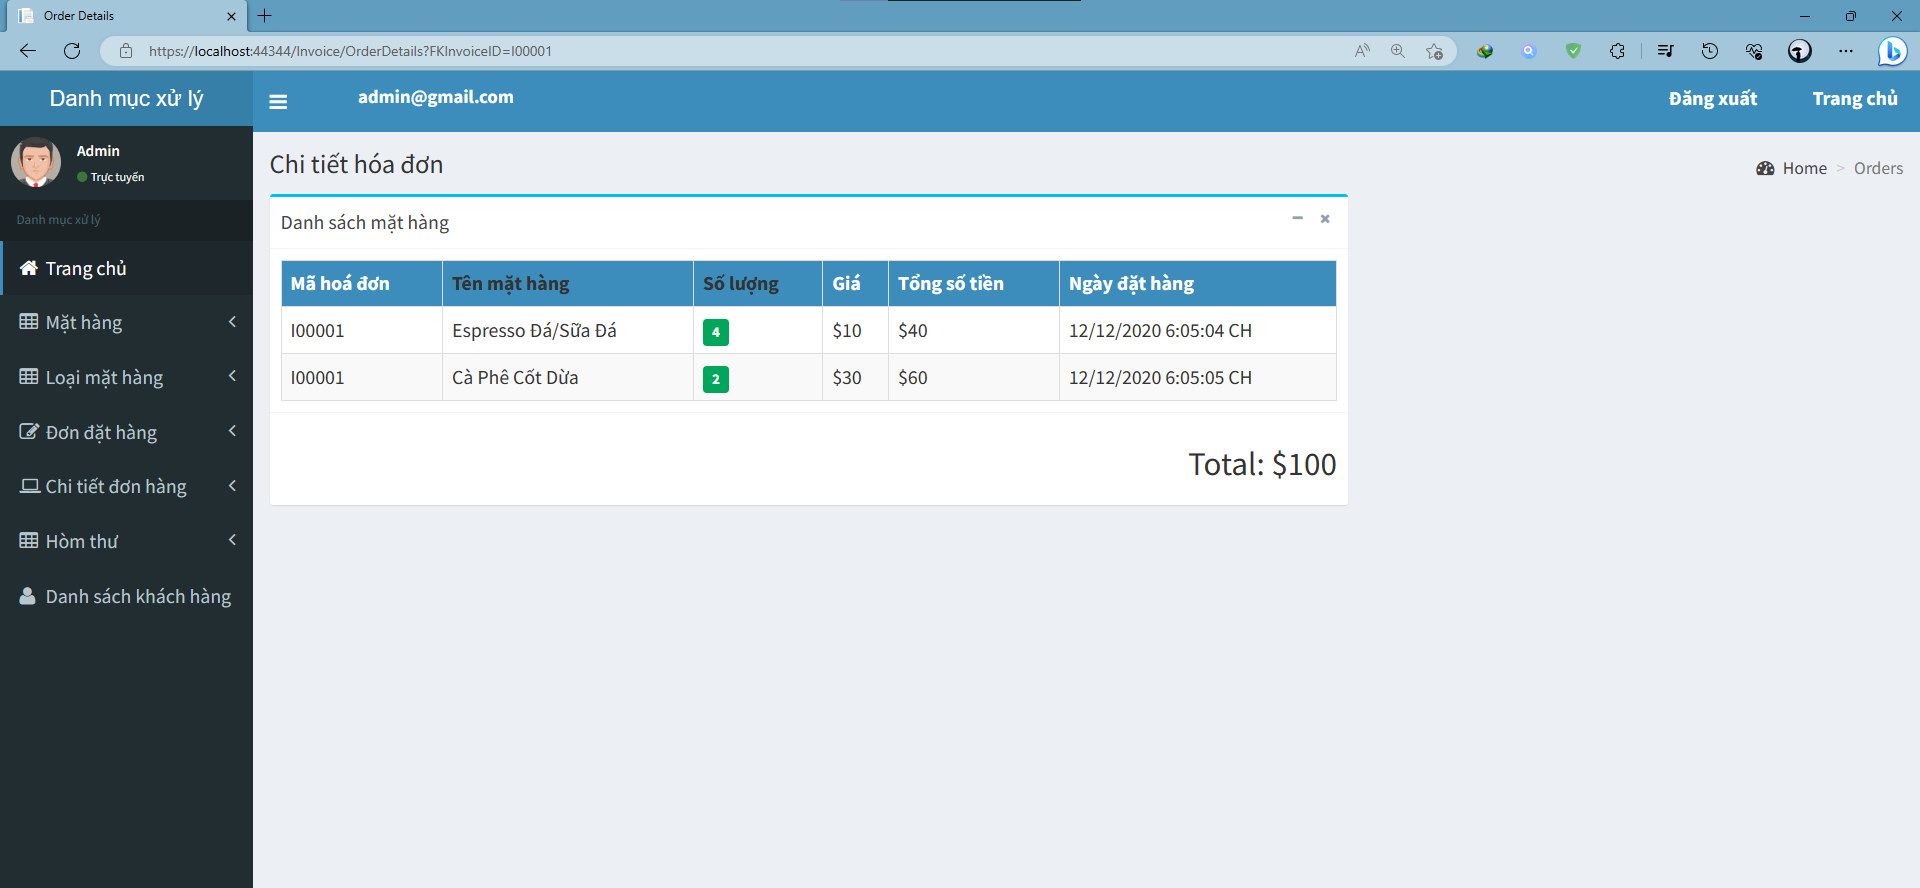 Order Details
https://localhost:44344/Invoice/OrderDetails?FKInvoiceID=I00001
Danh mục xử lý
admin@gmail.com
Đăng xuất
Trang chủ
Admin
Trực tuyến
Danh mục xử lý
Trang chủ
Mặt hàng
Loại mặt hàng
Đơn đặt hàng
Chi tiết đơn hàng
Hòm thư
Danh sách khách hàng
Chi tiết hóa đơn
Home > Orders
Danh sách mặt hàng
Mã hoá đơn Tên mặt hàng Số lượng Giá Tổng số tiền Ngày đặt hàng
I00001 Espresso Đá/Sữa Đá 4 $10 $40 12/12/2020 6:05:04 CH
I00001 Cà Phê Cốt Dừa 2 $30 $60 12/12/2020 6:05:05 CH
Total: $100